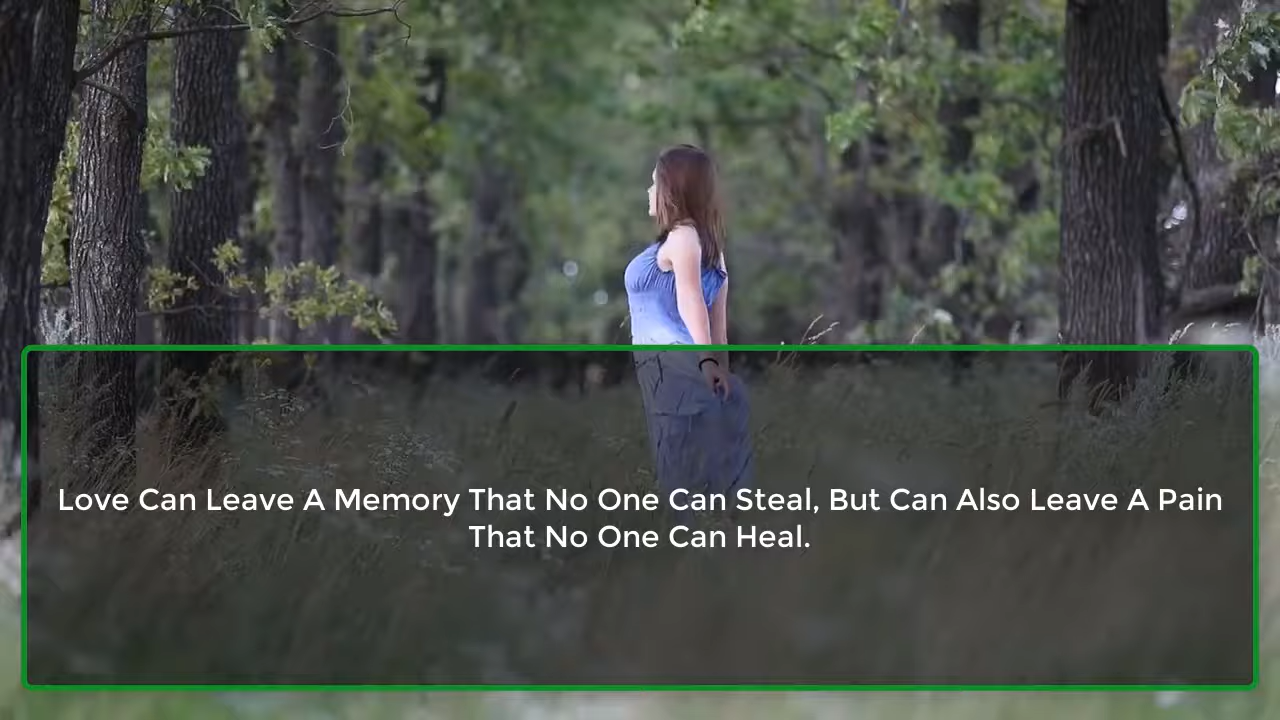 Love Can Leave A Memory That No One Can Steal, But Can Also Leave A Pain
That No One Can Heal.